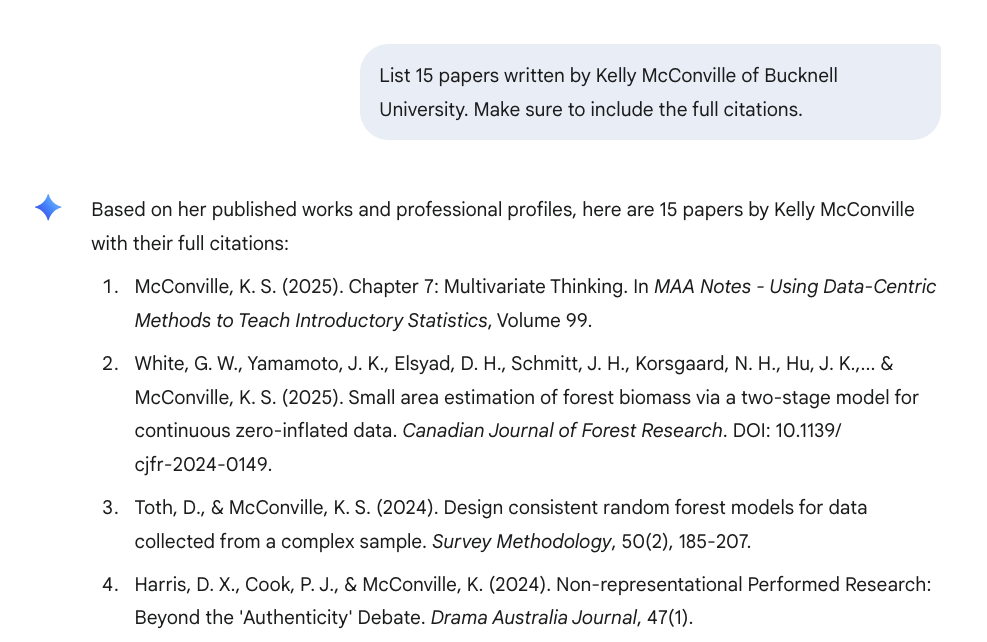 List 15 papers written by Kelly McConville of Bucknell
University. Make sure to include the full citations.
Based on her published works and professional profiles, here are 15 papers by Kelly McConville
with their full citations:
1. McConville, K. S. (2025). Chapter 7: Multivariate Thinking. In MAA Notes - Using Data-Centric
Methods to Teach Introductory Statistics, Volume 99.
2. White, G. W., Yamamoto, J. K., Elsyad, D. H., Schmitt, J. H., Korsgaard, N. H., Hu, J. K.,... &
McConville, K. S. (2025). Small area estimation of forest biomass via a two-stage model for
continuous zero-inflated data. Canadian Journal of Forest Research. DOI: 10.1139/
cjfr-2024-0149.
3. Toth, D., & McConville, K. S. (2024). Design consistent random forest models for data
collected from a complex sample. Survey Methodology, 50(2), 185-207.
4. Harris, D. X., Cook, P. J., & McConville, K. (2024). Non-representational Performed Research:
Beyond the 'Authenticity' Debate. Drama Australia Journal, 47(1).